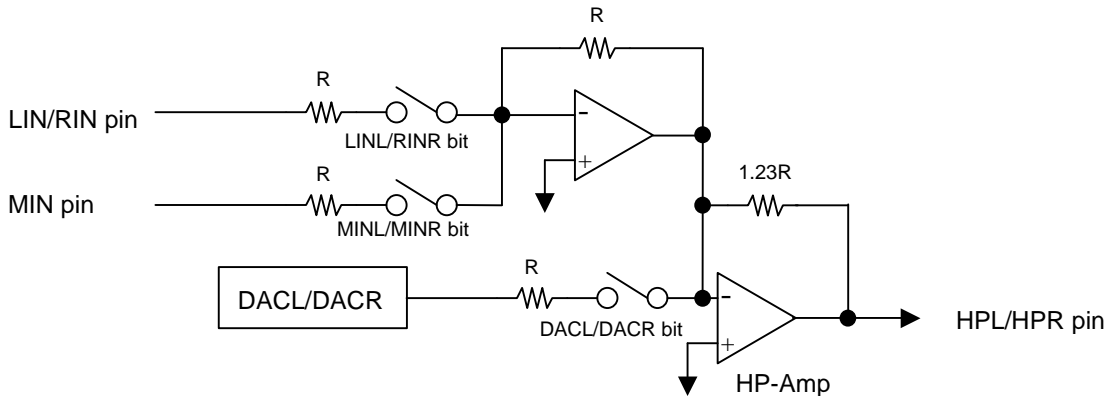 R
R
LIN/RIN pin
LINL/RINR bit
-
+
R
MIN pin
MINL/MINR bit
1.23R
R
DACL/DACR
DACL/DACR bit
-
+
HPL/HPR pin
HP-Amp